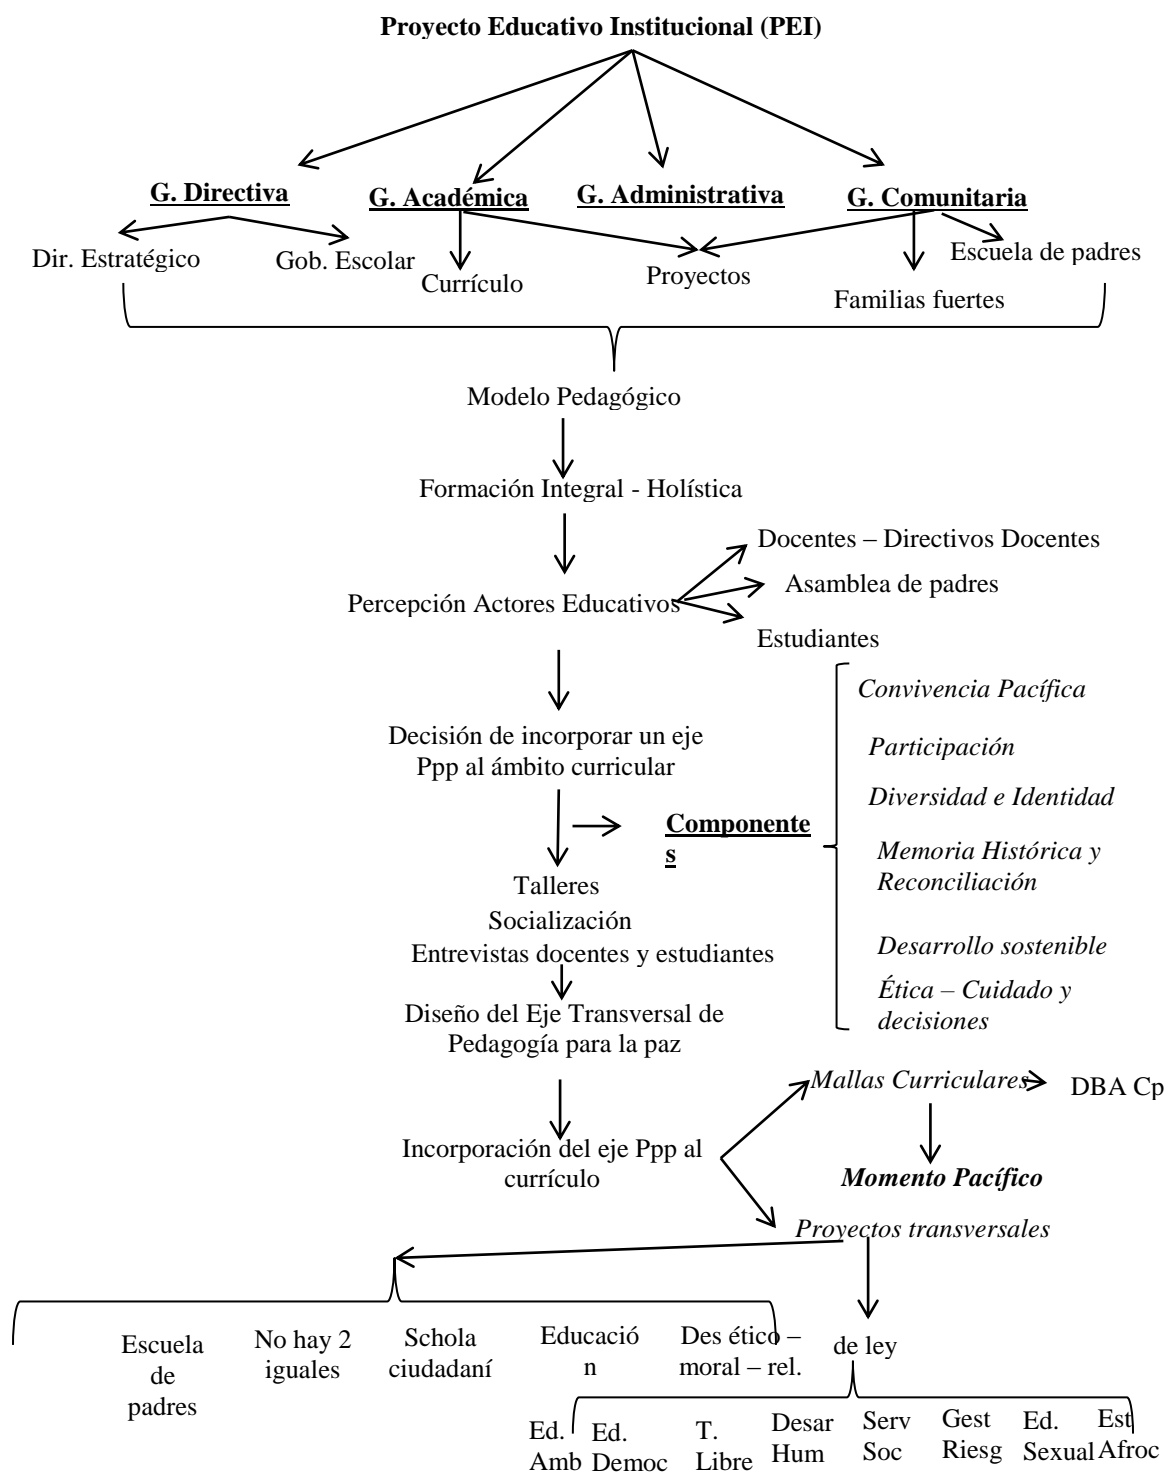 Proyecto Educativo Institucional (PEI)
G. Directiva
G. Académica
G. Administrativa
G. Comunitaria
Dir. Estratégico
Gob. Escolar
Currículo
Proyectos
Escuela de padres
Familias fuertes
Modelo Pedagógico
Formación Integral - Holística
Percepción Actores Educativos
Docentes – Directivos Docentes
Asamblea de padres
Estudiantes
Decisión de incorporar un eje
Ppp al ámbito curricular
Componente
s
Convivencia Pacífica
Participación
Diversidad e Identidad
Memoria Histórica y
Reconciliación
Desarrollo sostenible
Ética – Cuidado y
decisiones
Talleres
Socialización
Entrevistas docentes y estudiantes
Diseño del Eje Transversal de
Pedagogía para la paz
Incorporación del eje Ppp al
currículo
Mallas Curriculares
DBA Cp
Momento Pacífico
Proyectos transversales
Escuela
de
padres
No hay 2
iguales
Schola
ciudadaní
Educació
n
Des ético –
moral – rel.
de ley
Ed.
Amb
Ed.
Democ
T.
Libre
Desar
Hum
Serv
Soc
Gest
Riesg
Ed.
Sexual
Est
Afroc